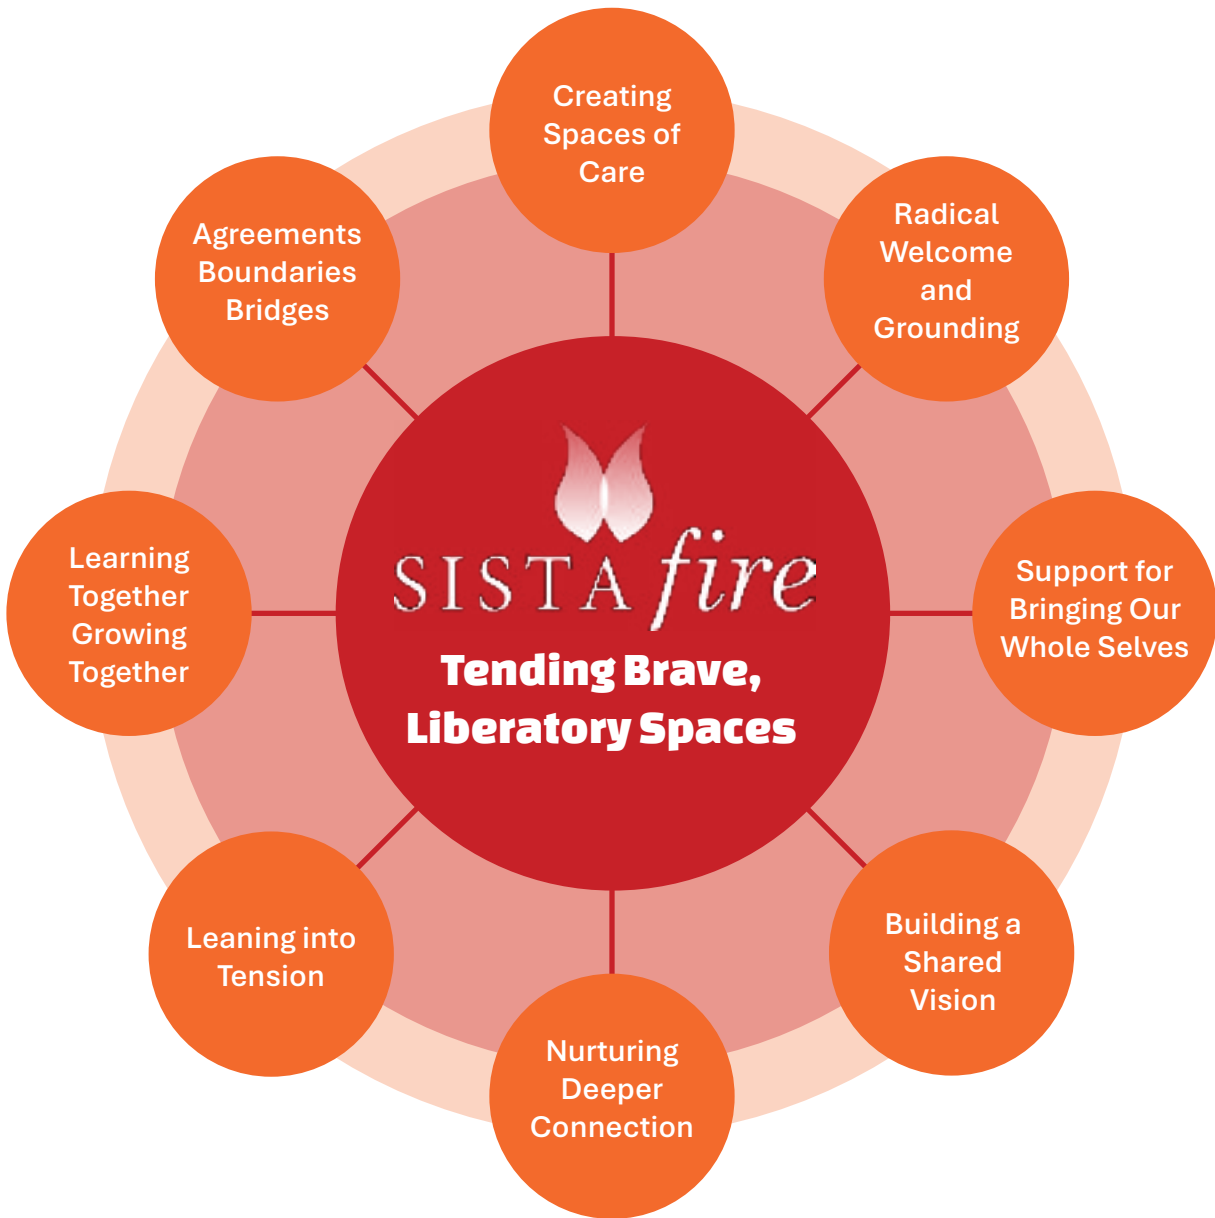 Creating
Spaces of
Care
Radical
Welcome
and
Grounding
Support for
Bringing Our
Whole Selves
Building a
Shared
Vision
Nurturing
Deeper
Connection
Leaning into
Tension
Learning
Together
Growing
Together
Agreements
Boundaries
Bridges
SISTA fire
Tending Brave,
Liberatory Spaces